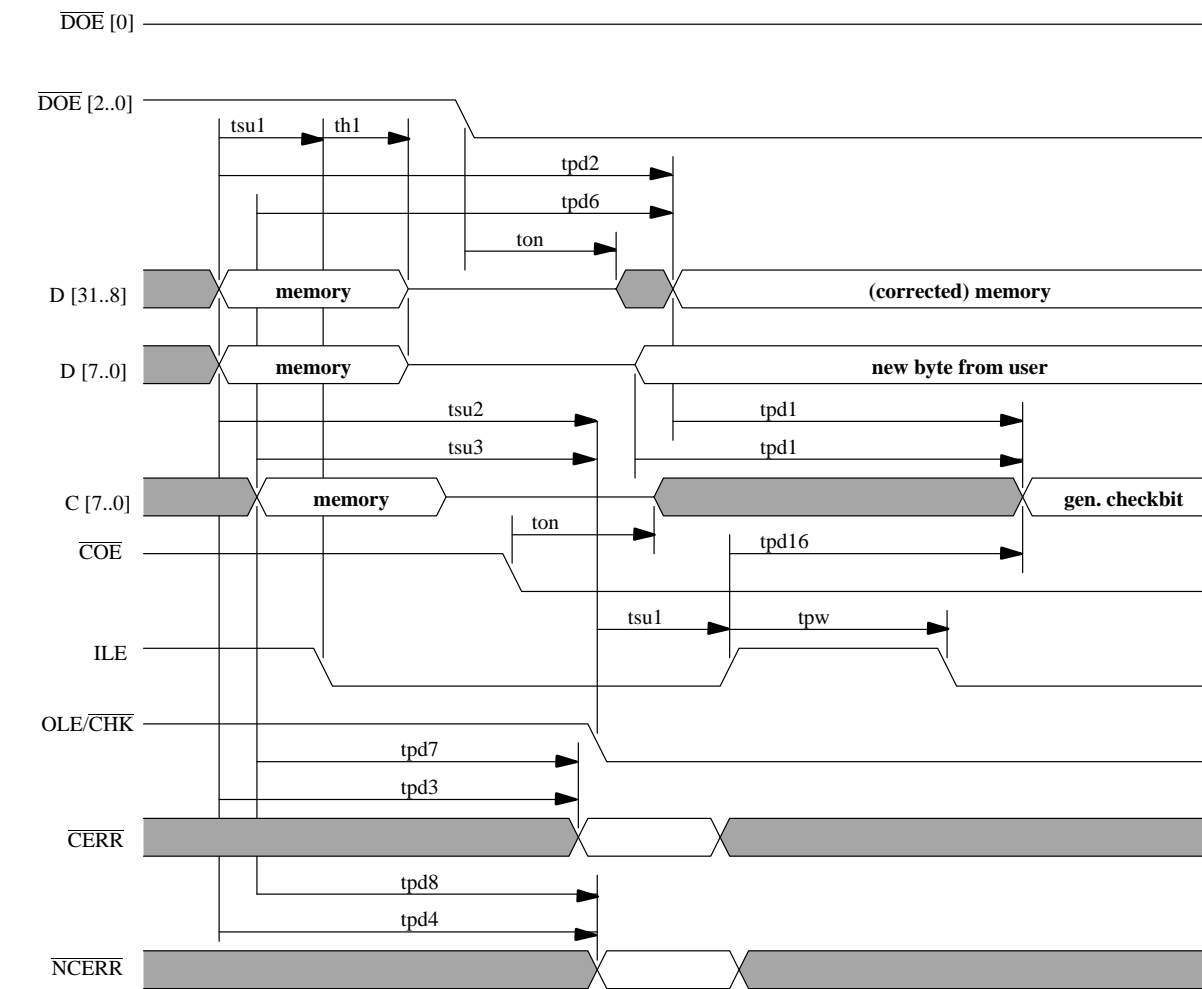 DOE [0]
DOE [2..0]
tsu1 th1
tpd2
tpd6
ton
D [31..8] memory (corrected) memory
D [7..0] memory new byte from user
tsu2 tpd1
tsu3 tpd1
C [7..0] memory gen. checkbit
ton
COE tpd16
tsu1 tpw
ILE
OLE/CHK
tpd7
tpd3
CERR
tpd8
tpd4
NCERR